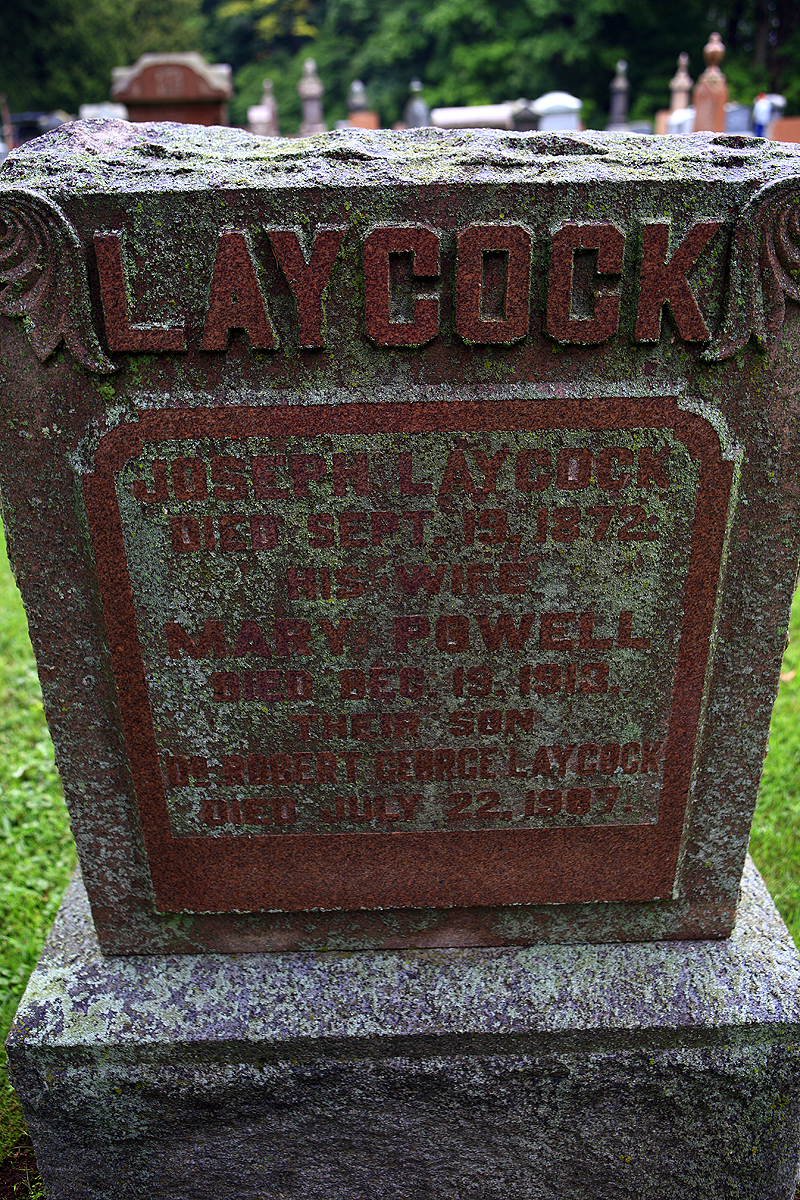 LAYCOCK
JOSEPH LAYCOCK
DIED SEPT. 19, 1872.
HIS WIFE
MARY POWELL
DIED DEC. 19, 1913.
THEIR SON
DR. ROBERT GEORGE LAYCOCK
DIED JULY 22, 1907.